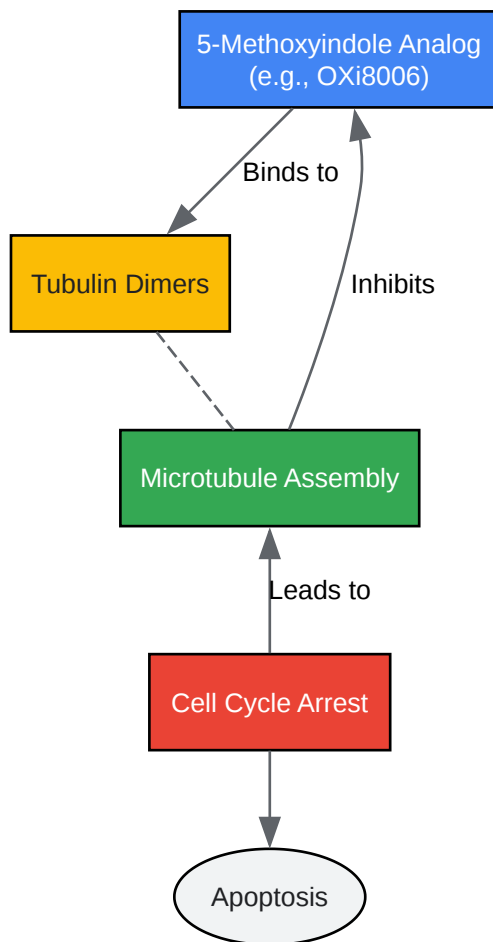 5-Methoxyindole Analog
(e.g., OXi8006)
Binds to
Tubulin Dimers
Inhibits
Microtubule Assembly
Leads to
Cell Cycle Arrest
Apoptosis